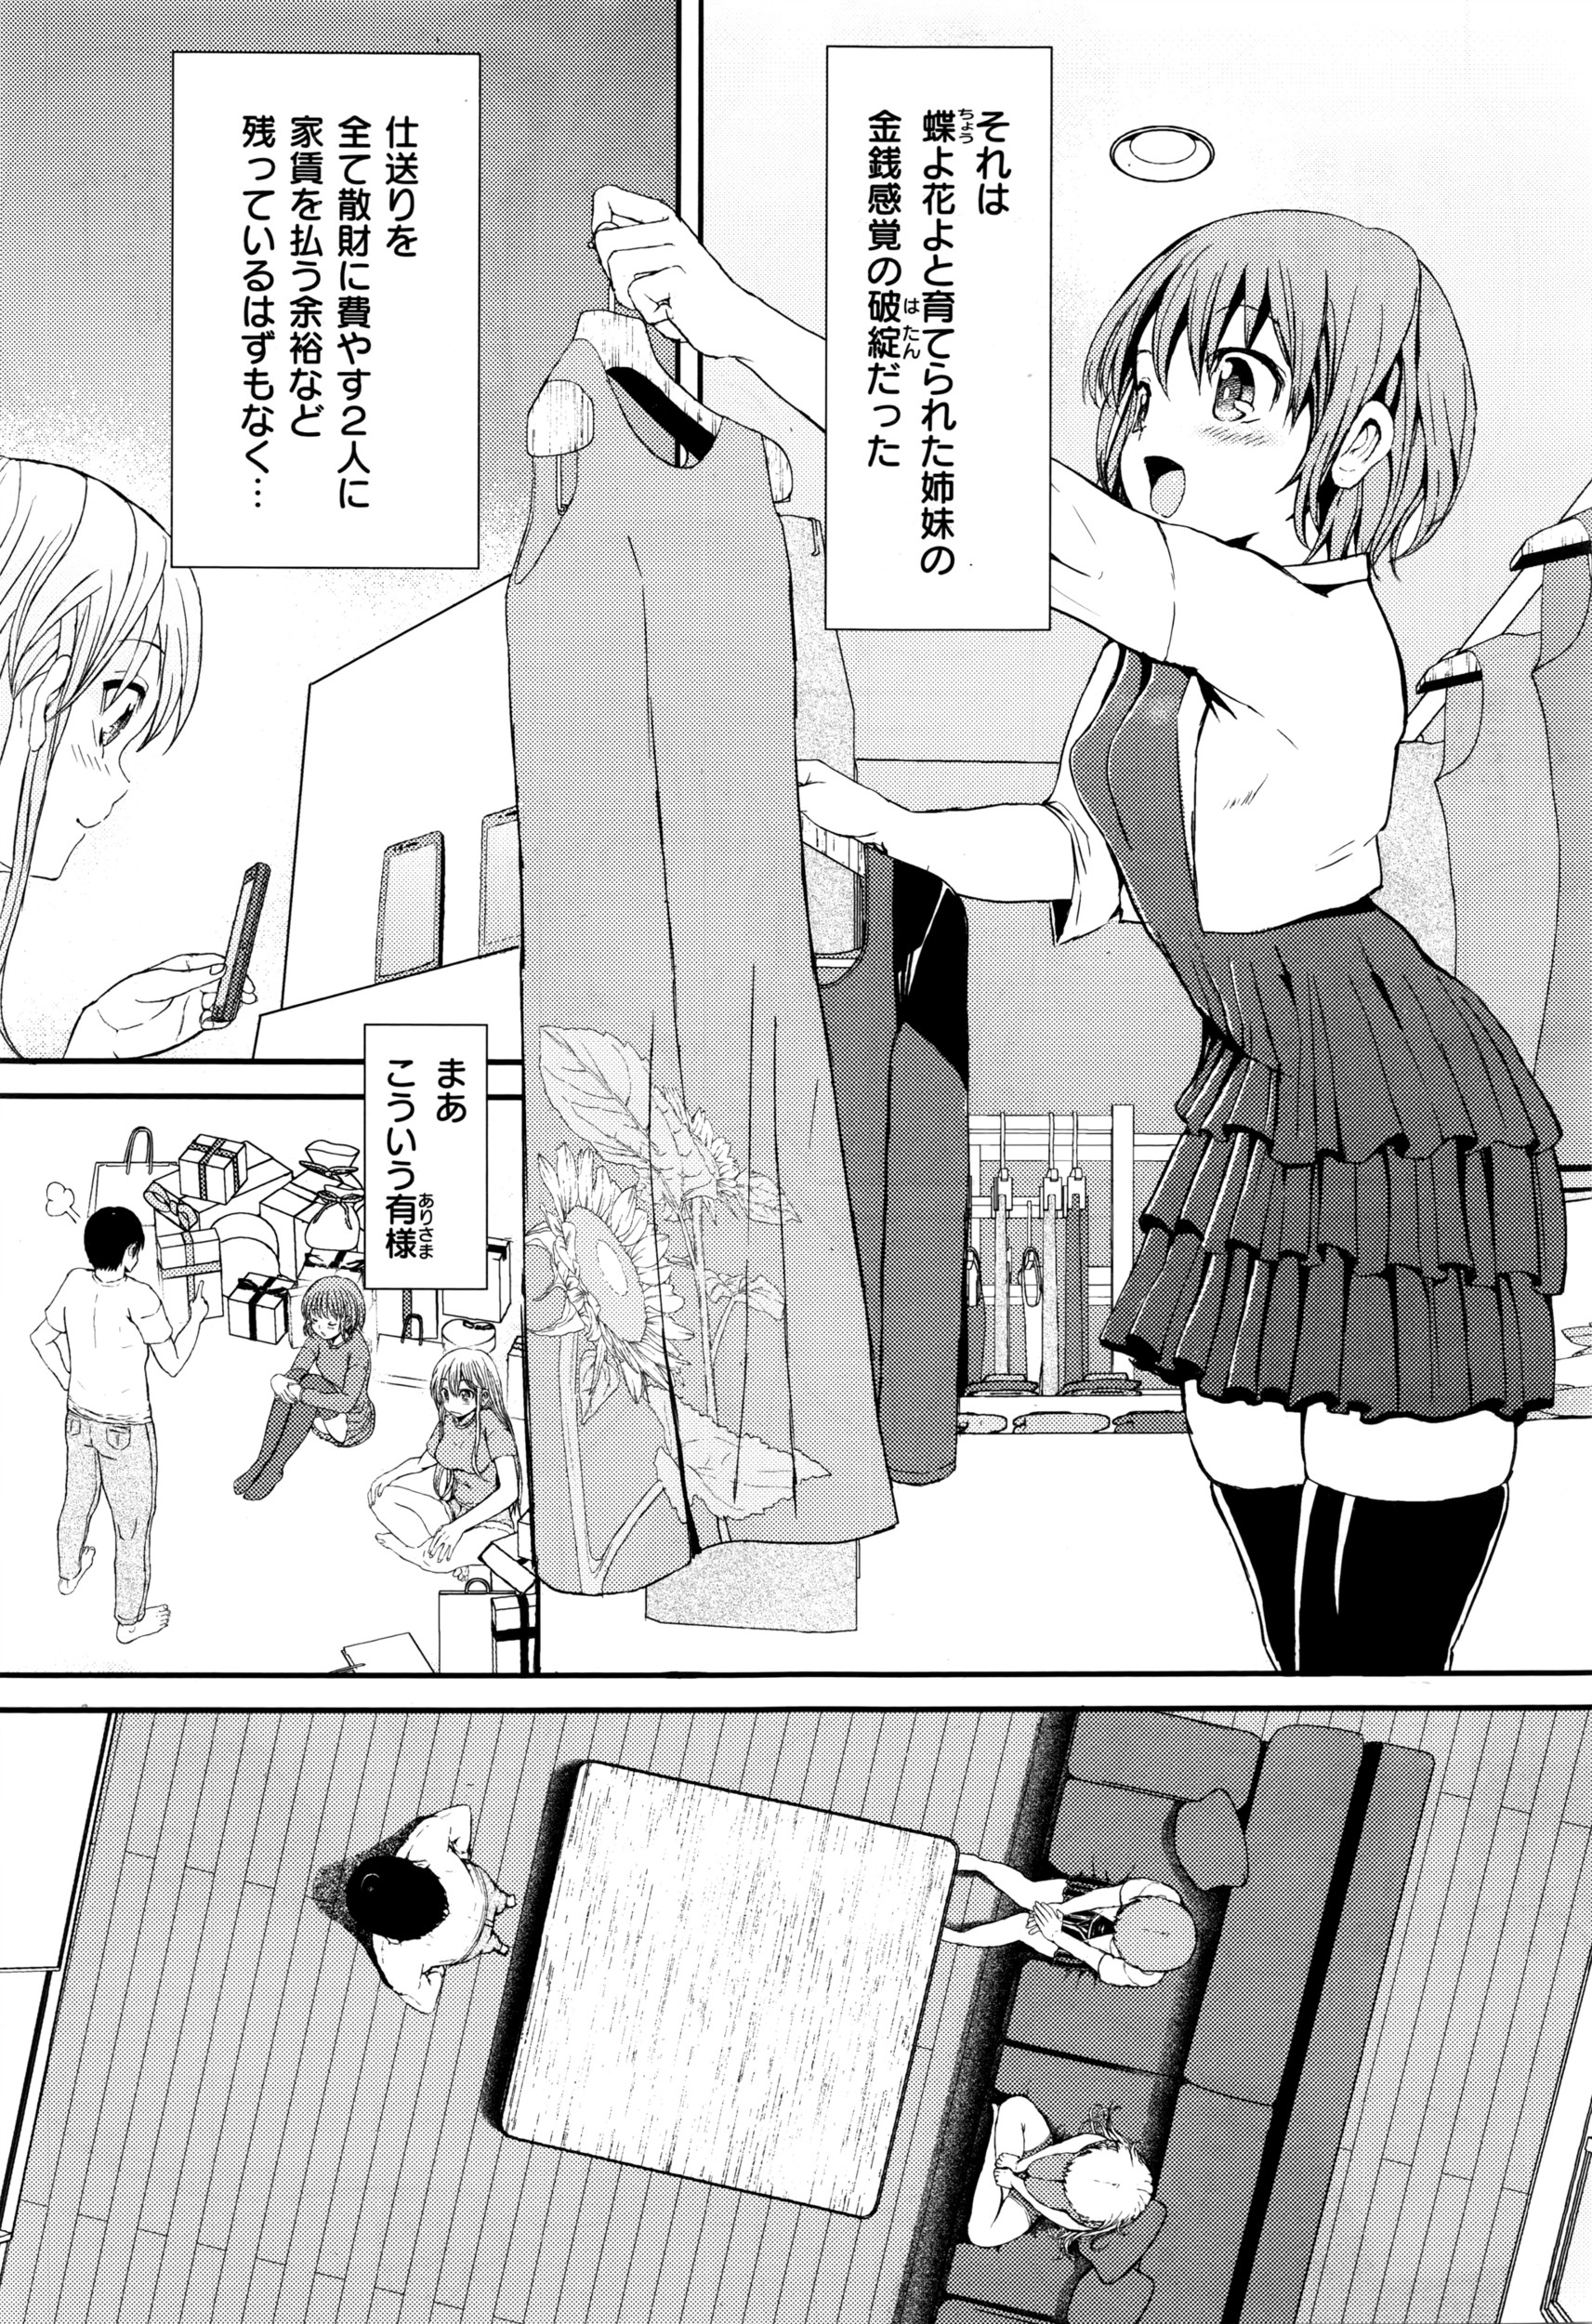 それは
蝶よ花よと育てられた姉妹の
金銭感覚の破綻だった
仕送りを
全て散財に費やす2人に
家賃を払う余裕など
残っているはずもなく…
まあ
こういう有様